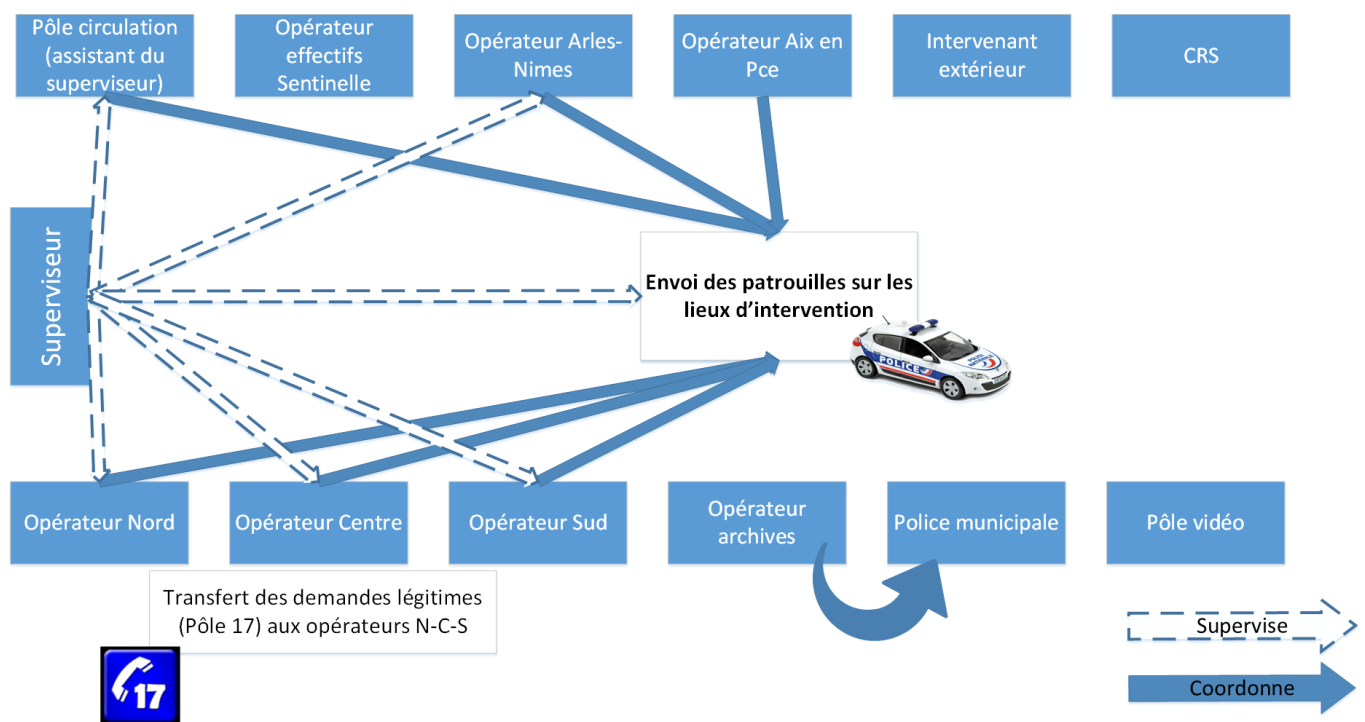 Pôle circulation
(assistant du
superviseur)
Opérateur
effectifs
Sentinelle
Opérateur Arles-
Nimes
Opérateur Aix en
Pce
Intervenant
extérieur
CRS
Superviseur
Envoi des patrouilles sur les
lieux d’intervention
POLICE
POLICE
NATIONALE
Opérateur Nord
Opérateur Centre
Opérateur Sud
Opérateur
archives
Police municipale
Pôle vidéo
Transfert des demandes légitimes
(Pôle 17) aux opérateurs N-C-S
17
Supervise
Coordonne